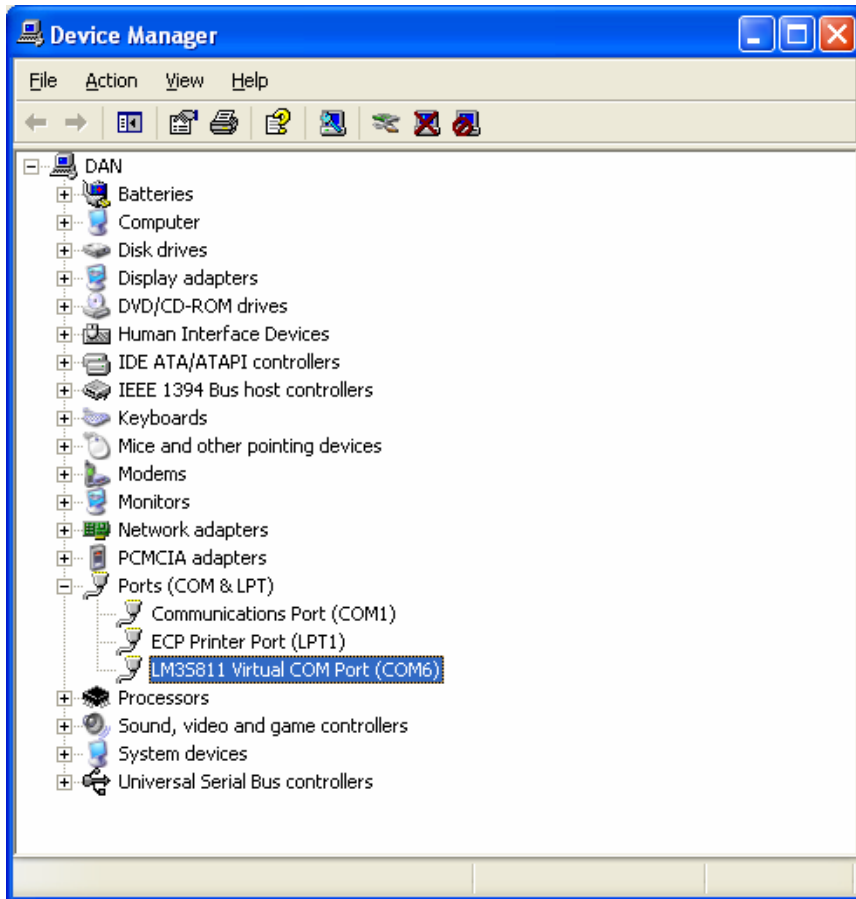 Device Manager
File Action View Help
DAN
Batteries
Computer
Disk drives
Display adapters
DVD/CD-ROM drives
Human Interface Devices
IDE ATA/ATAPI controllers
IEEE 1394 Bus host controllers
Keyboards
Mice and other pointing devices
Modems
Monitors
Network adapters
PCMCIA adapters
Ports (COM & LPT)
Communications Port (COM1)
ECP Printer Port (LPT1)
LM3S811 Virtual COM Port (COM6)
Processors
Sound, video and game controllers
System devices
Universal Serial Bus controllers